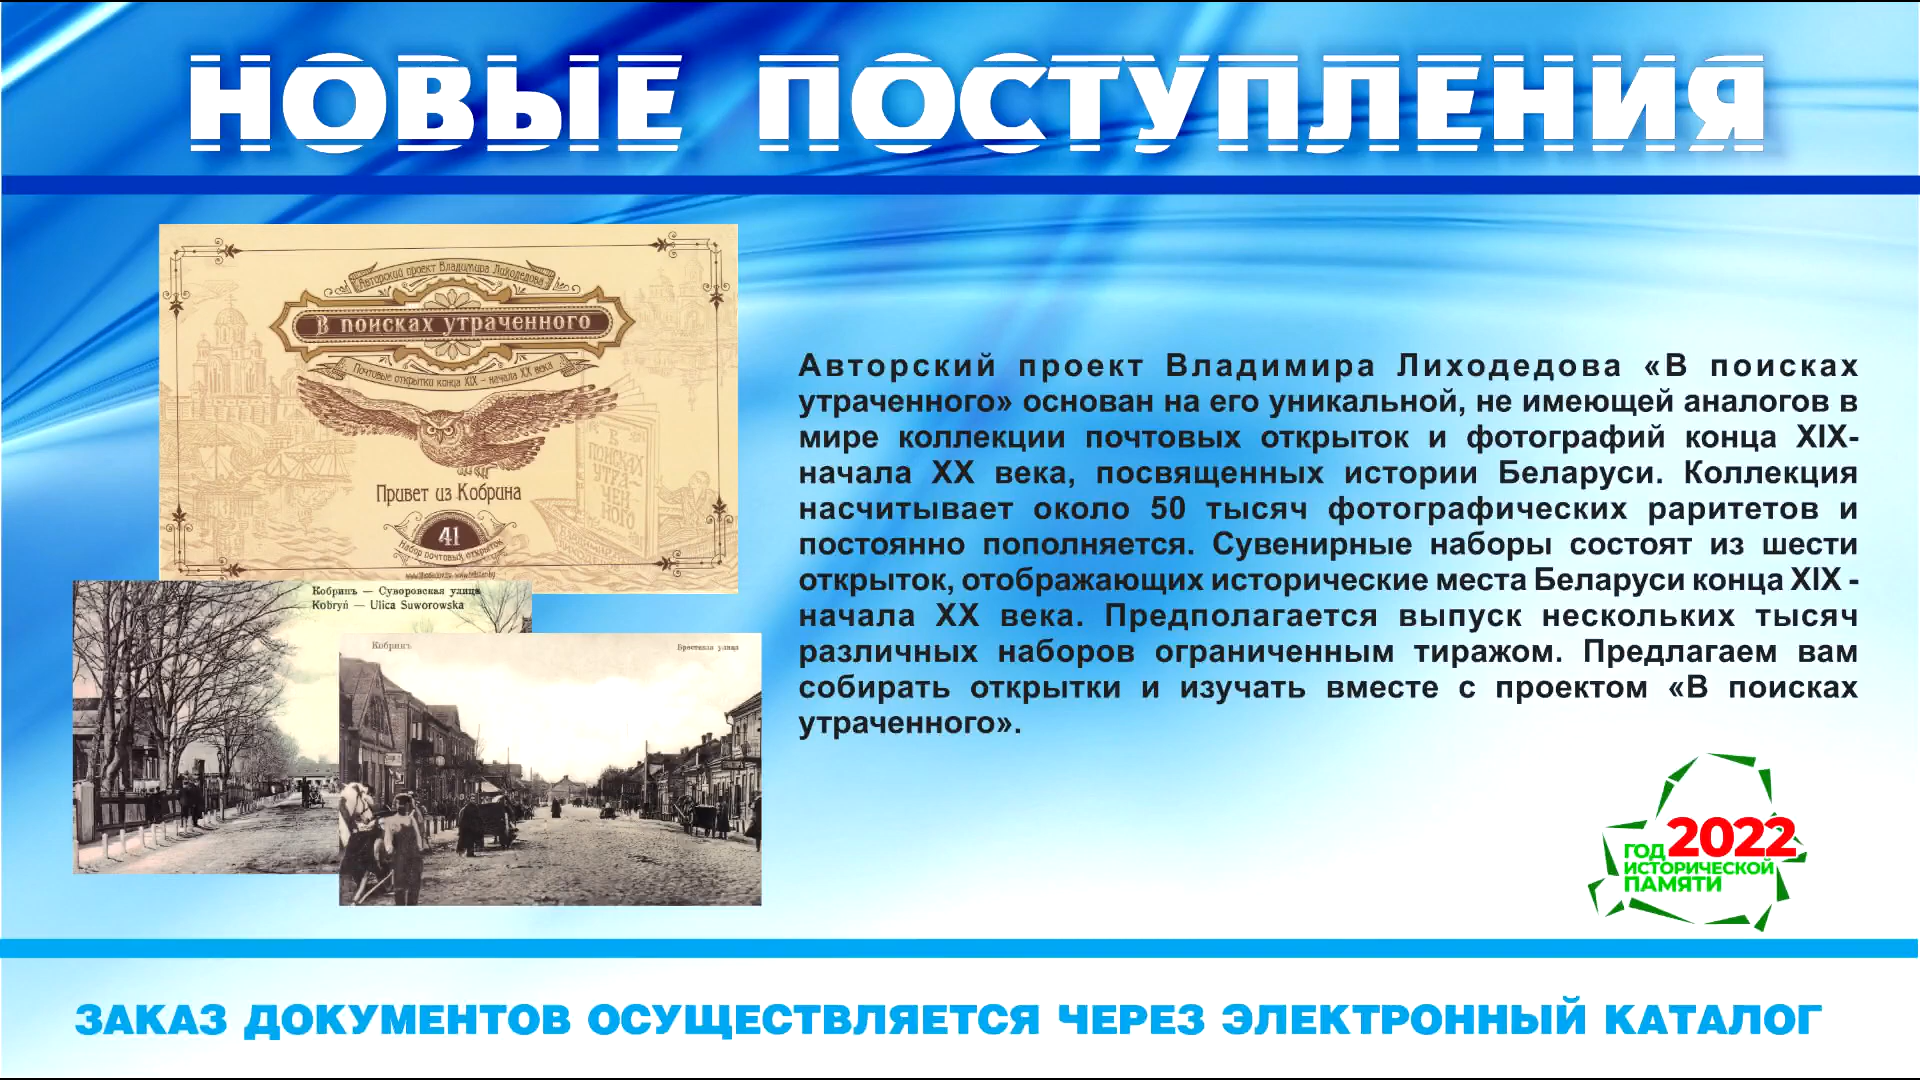 НОВЫЕ ПОСТУПЛЕНИЯ
Авторский проект Владимира Лиходедова
В поисках утраченного
Почтовые открытки конца XIX – начала XX века
В
ПОИСКАХ
УТРА-
ЧЕН-
НОГО
Привет из Кобрина
41
Набор почтовых открыток
Кобринъ — Суворовская улица
Kobryń — Ulica Suworowska
Кобринъ
Брестская улица
Авторский проект Владимира Лиходедова «В поисках
утраченного» основан на его уникальной, не имеющей аналогов в
мире коллекции почтовых открыток и фотографий конца XIX-
начала XX века, посвященных истории Беларуси. Коллекция
насчитывает около 50 тысяч фотографических раритетов и
постоянно пополняется. Сувенирные наборы состоят из шести
открыток, отображающих исторические места Беларуси конца XIX -
начала XX века. Предполагается выпуск нескольких тысяч
различных наборов ограниченным тиражом. Предлагаем вам
собирать открытки и изучать вместе с проектом «В поисках
утраченного».
2022
ГОД
ИСТОРИЧЕСКОЙ
ПАМЯТИ
ЗАКАЗ ДОКУМЕНТОВ ОСУЩЕСТВЛЯЕТСЯ ЧЕРЕЗ ЭЛЕКТРОННЫЙ КАТАЛОГ